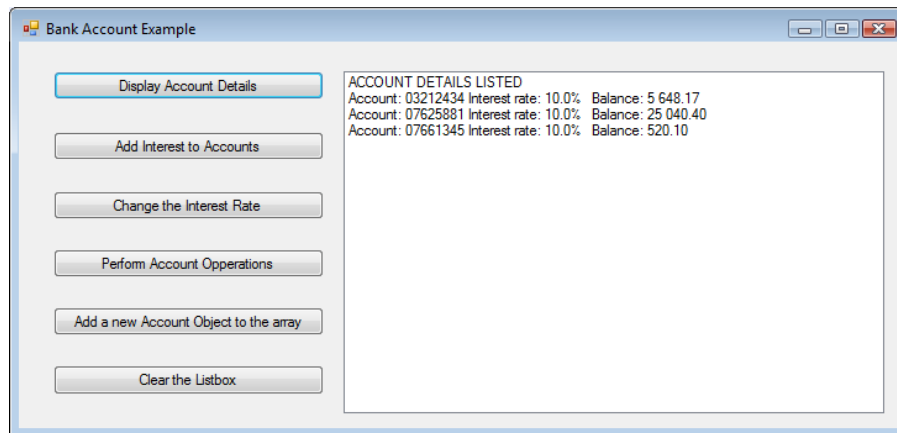 Bank Account Example
Display Account Details
Add Interest to Accounts
Change the Interest Rate
Perform Account Opperations
Add a new Account Object to the array
Clear the Listbox
ACCOUNT DETAILS LISTED
Account: 03212434 Interest rate: 10.0% Balance: 5 648.17
Account: 07625881 Interest rate: 10.0% Balance: 25 040.40
Account: 07661345 Interest rate: 10.0% Balance: 520.10